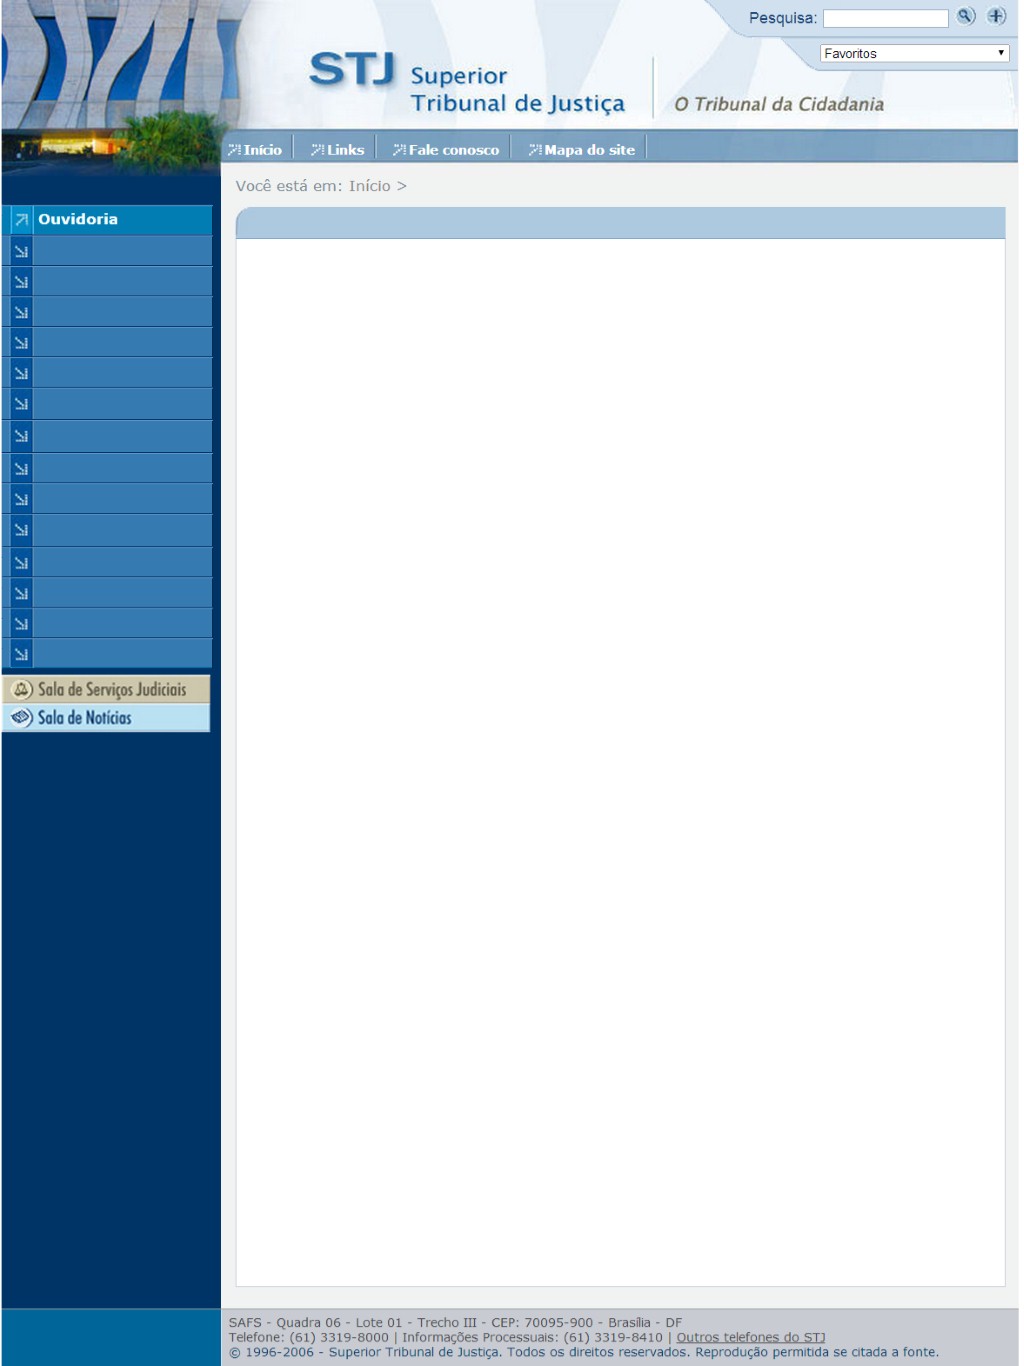 Pesquisa:
Favoritos
STJ Superior
Tribunal de Justiça
O Tribunal da Cidadania
Início Links Fale conosco Mapa do site
Você está em: Início >
Ouvidoria
Sala de Serviços Judiciais
Sala de Notícias
SAFS - Quadra 06 - Lote 01 - Trecho III - CEP: 70095-900 - Brasília - DF
Telefone: (61) 3319-8000 | Informações Processuais: (61) 3319-8410 | Outros telefones do STJ
© 1996-2006 - Superior Tribunal de Justiça. Todos os direitos reservados. Reprodução permitida se citada a fonte.